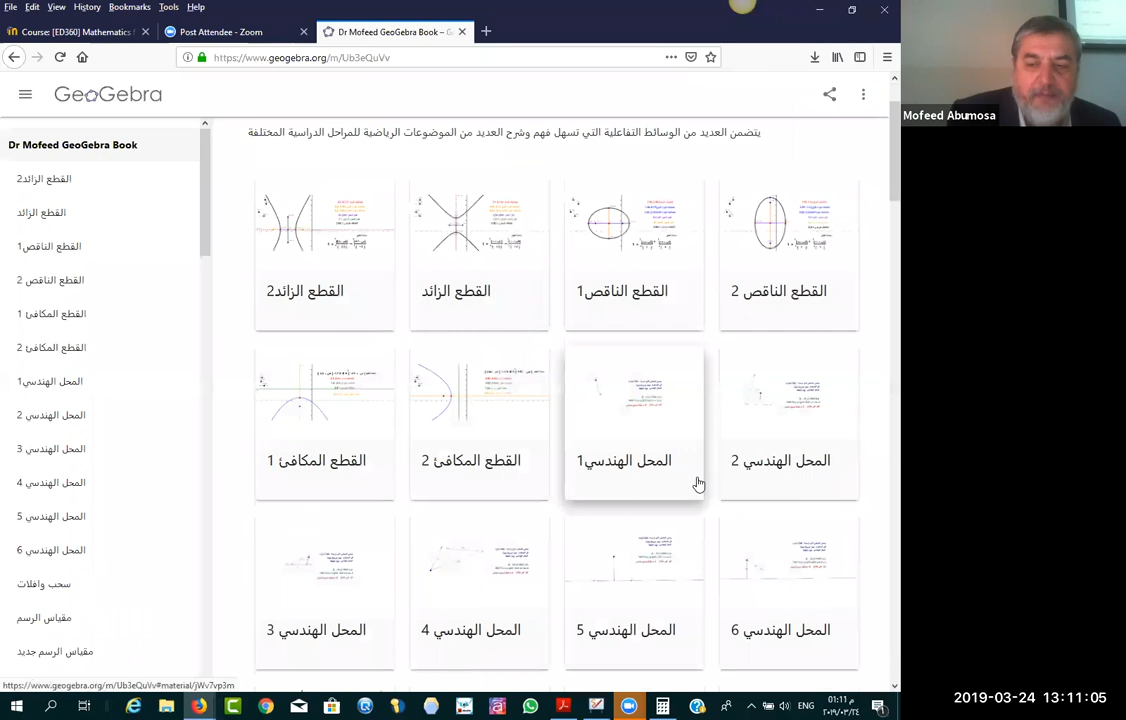 File Edit View History Bookmarks Tools Help
Course: [ED360] Mathematics
Post Attendee - Zoom
Dr Mofeed GeoGebra Book – G
https://www.geogebra.org/m/Ub3eQuVv
GeoGebra
Mofeed Abumosa
يتضمن العديد من الوسائط التفاعلية التي تسهل فهم وشرح العديد من الموضوعات الرياضية للمراحل الدراسية المختلفة
Dr Mofeed GeoGebra Book
القطع الزائد2
القطع الزائد
القطع الناقص1
القطع الناقص 2
القطع المكافئ 1
القطع المكافئ 2
المحل الهندسي1
المحل الهندسي 2
المحل الهندسي 3
المحل الهندسي 4
المحل الهندسي 5
المحل الهندسي 6
سحب وافلات
مقياس الرسم
مقياس الرسم جديد
القطع الزائد2
القطع الزائد
القطع الناقص1
القطع الناقص 2
القطع المكافئ 1
القطع المكافئ 2
المحل الهندسي1
المحل الهندسي 2
المحل الهندسي 3
المحل الهندسي 4
المحل الهندسي 5
المحل الهندسي 6
https://www.geogebra.org/m/Ub3eQuVv#material/jWv7vp3m
ENG
٠١:١١ م
٢٠١٩/٠٣/٢٤
2019-03-24 13:11:05